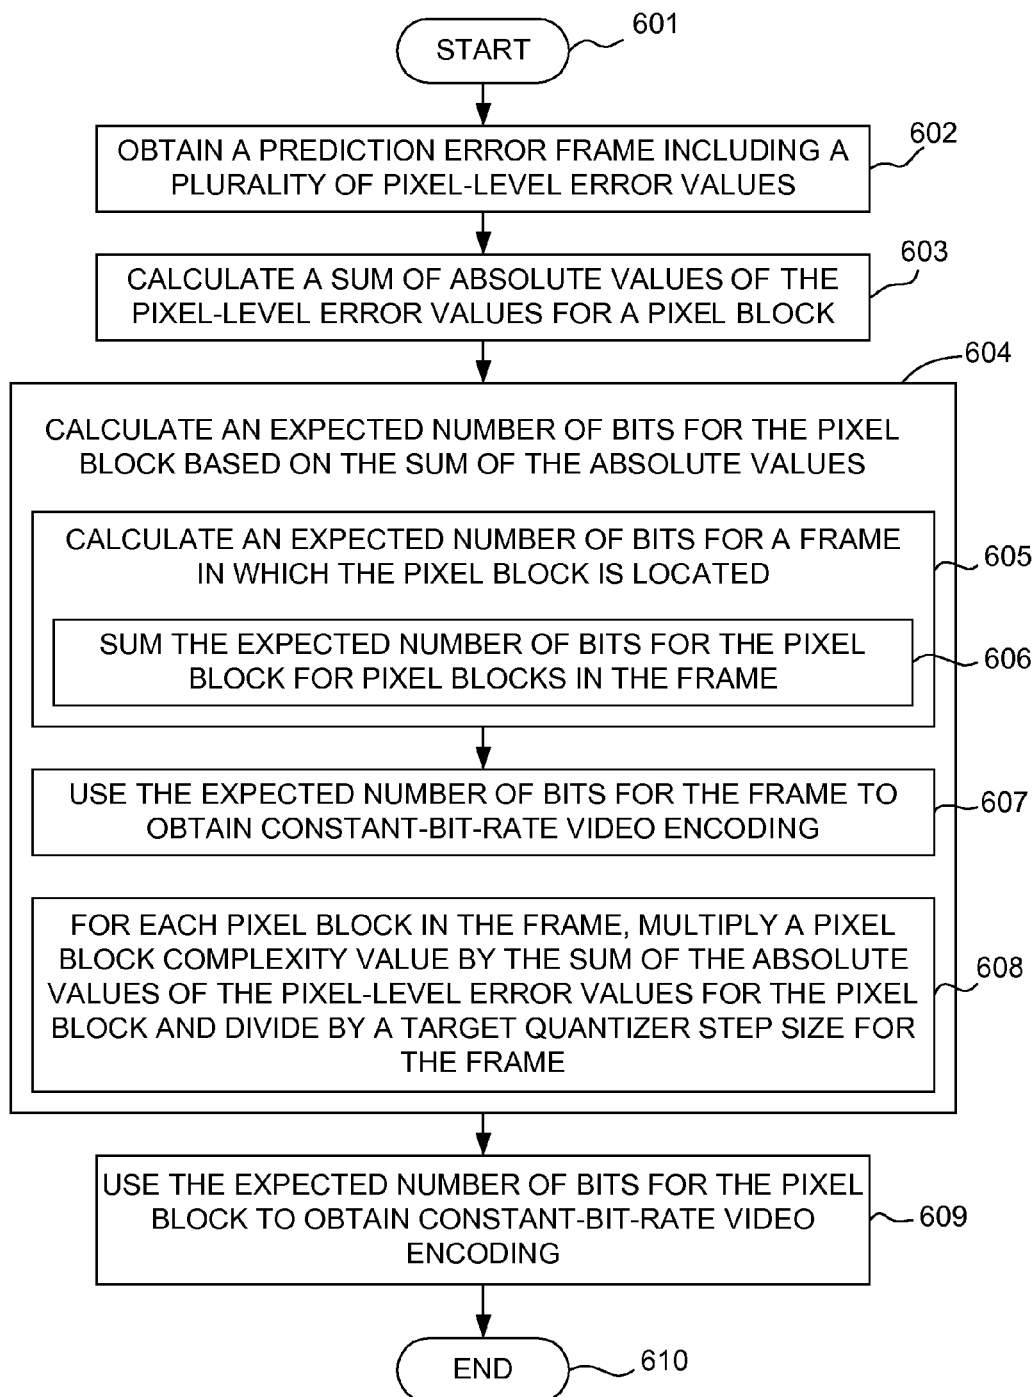 START
601
OBTAIN A PREDICTION ERROR FRAME INCLUDING A
PLURALITY OF PIXEL-LEVEL ERROR VALUES
602
CALCULATE A SUM OF ABSOLUTE VALUES OF THE
PIXEL-LEVEL ERROR VALUES FOR A PIXEL BLOCK
603
604
CALCULATE AN EXPECTED NUMBER OF BITS FOR THE PIXEL
BLOCK BASED ON THE SUM OF THE ABSOLUTE VALUES
CALCULATE AN EXPECTED NUMBER OF BITS FOR A FRAME
IN WHICH THE PIXEL BLOCK IS LOCATED
605
SUM THE EXPECTED NUMBER OF BITS FOR THE PIXEL
BLOCK FOR PIXEL BLOCKS IN THE FRAME
606
USE THE EXPECTED NUMBER OF BITS FOR THE FRAME TO
OBTAIN CONSTANT-BIT-RATE VIDEO ENCODING
607
FOR EACH PIXEL BLOCK IN THE FRAME, MULTIPLY A PIXEL
BLOCK COMPLEXITY VALUE BY THE SUM OF THE ABSOLUTE
VALUES OF THE PIXEL-LEVEL ERROR VALUES FOR THE PIXEL
BLOCK AND DIVIDE BY A TARGET QUANTIZER STEP SIZE FOR
THE FRAME
608
USE THE EXPECTED NUMBER OF BITS FOR THE PIXEL
BLOCK TO OBTAIN CONSTANT-BIT-RATE VIDEO
ENCODING
609
END
610